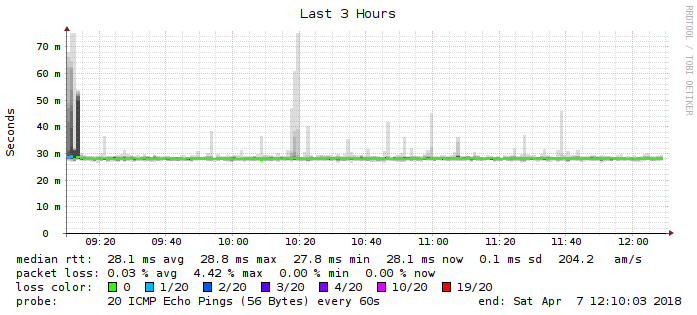 Last 3 Hours
RRDTOOL / TOBI OETIKER
Seconds
70 m
60 m
50 m
40 m
30 m
20 m
10 m
0
09:20 09:40 10:00 10:20 10:40 11:00 11:20 11:40 12:00
median rtt: 28.1 ms avg 28.8 ms max 27.8 ms min 28.1 ms now 0.1 ms sd 204.2 am/s
packet loss: 0.03 % avg 4.42 % max 0.00 % min 0.00 % now
loss color: 0 1/20 2/20 3/20 4/20 10/20 19/20
probe: 20 ICMP Echo Pings (56 Bytes) every 60s end: Sat Apr 7 12:10:03 2018